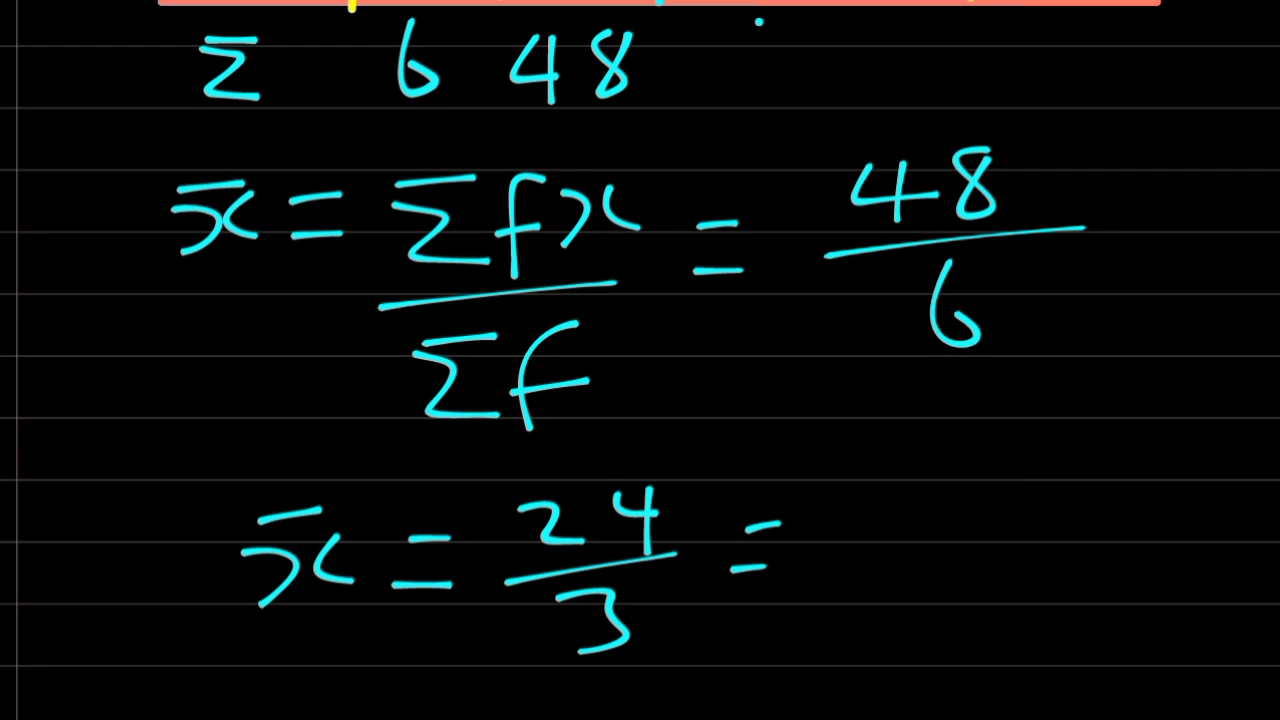 Σ 6 48
x̄ = Σfx / Σf = 48 / 6
x̄ = 24 / 3 =